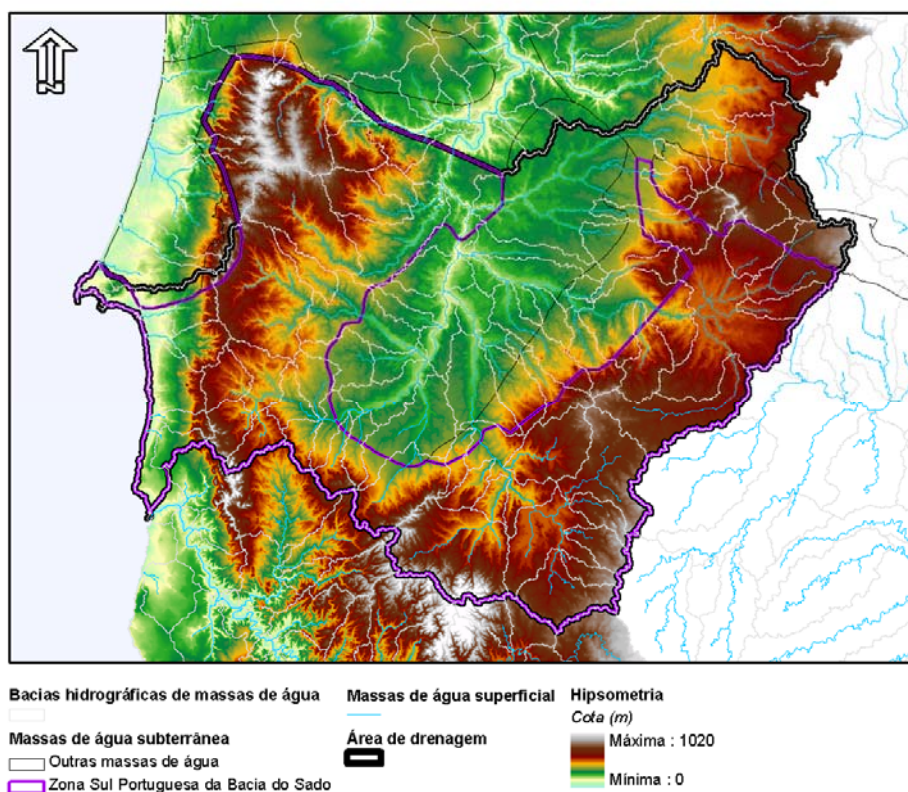 N
Bacias hidrográficas de massas de água
Massas de água subterrânea
Outras massas de água
Zona Sul Portuguesa da Bacia do Sado
Massas de água superficial
Área de drenagem
Hipsometria
Cota (m)
Máxima : 1020
Mínima : 0